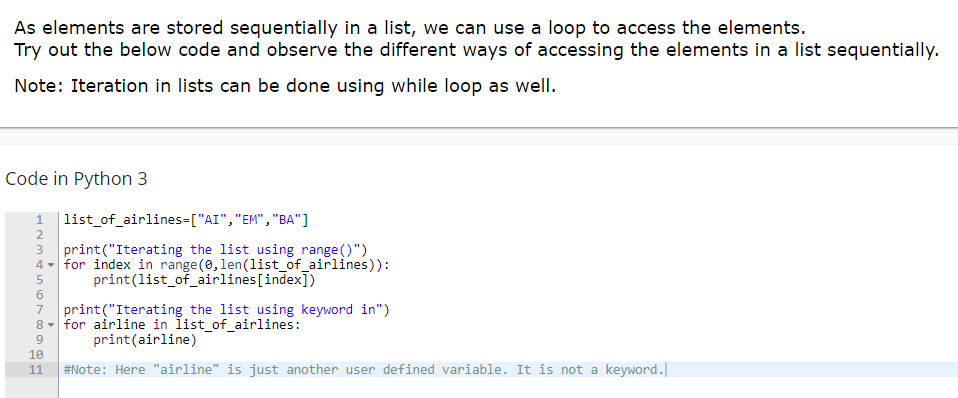 As elements are stored sequentially in a list, we can use a loop to access the elements.
Try out the below code and observe the different ways of accessing the elements in a list sequentially.
Note: Iteration in lists can be done using while loop as well.
Code in Python 3
1 list_of_airlines=["AI","EM","BA"]
2
3 print("Iterating the list using range()")
4 for index in range(0,len(list_of_airlines)):
5     print(list_of_airlines[index])
6
7 print("Iterating the list using keyword in")
8 for airline in list_of_airlines:
9     print(airline)
10
11 #Note: Here "airline" is just another user defined variable. It is not a keyword.